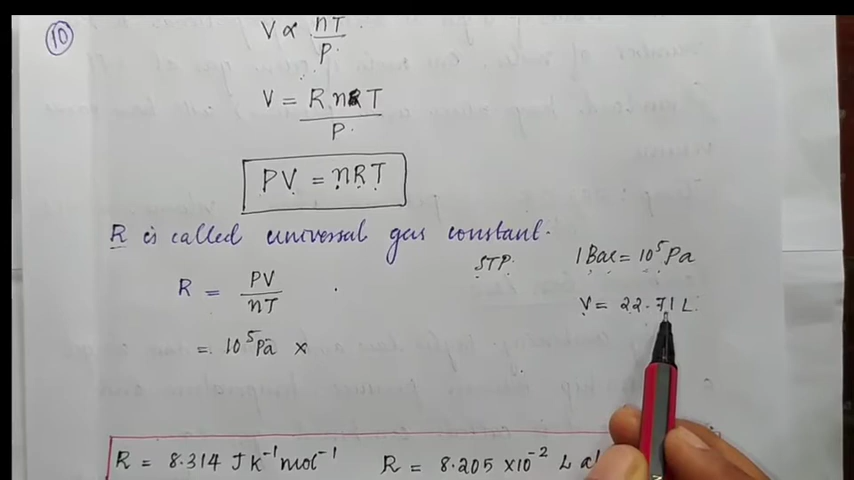 10
V ∝ nT
P.
V = RnRT
P.
PV = nRT
R is called universal gas constant.
STP. 1 Bar = 10⁵ Pa
R = PV
nT
V = 22.71 L.
= 10⁵ Pa ×
R = 8.314 J k⁻¹ mol⁻¹ R = 8.205 × 10⁻² L